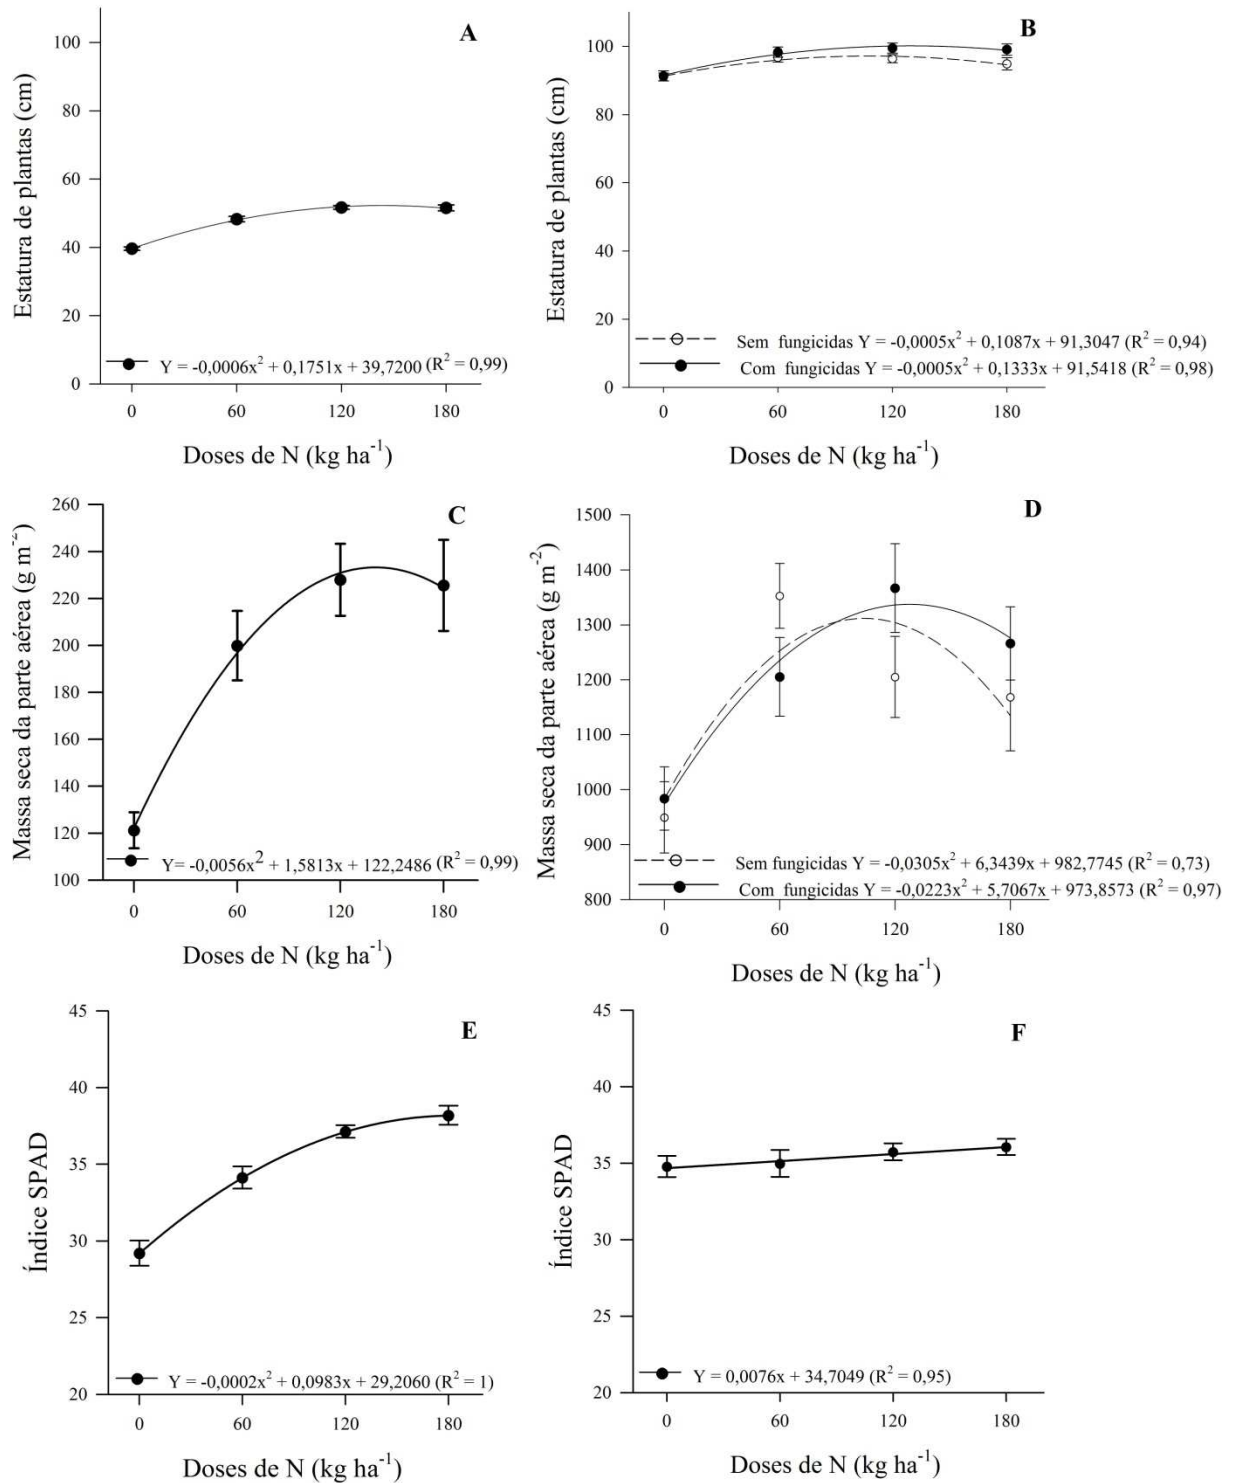 A
Estatura de plantas (cm)
100
80
60
40
20
0
Y = -0,0006x² + 0,1751x + 39,7200 (R² = 0,99)
0 60 120 180
Doses de N (kg ha⁻¹)
B
Estatura de plantas (cm)
100
80
60
40
20
0
Sem fungicidas Y = -0,0005x² + 0,1087x + 91,3047 (R² = 0,94)
Com fungicidas Y = -0,0005x² + 0,1333x + 91,5418 (R² = 0,98)
0 60 120 180
Doses de N (kg ha⁻¹)
C
Massa seca da parte aérea (g m⁻²)
260
240
220
200
180
160
140
120
100
Y= -0,0056x² + 1,5813x + 122,2486 (R² = 0,99)
0 60 120 180
Doses de N (kg ha⁻¹)
D
Massa seca da parte aérea (g m⁻²)
1500
1400
1300
1200
1100
1000
900
800
Sem fungicidas Y = -0,0305x² + 6,3439x + 982,7745 (R² = 0,73)
Com fungicidas Y = -0,0223x² + 5,7067x + 973,8573 (R² = 0,97)
0 60 120 180
Doses de N (kg ha⁻¹)
E
Índice SPAD
45
40
35
30
25
20
Y = -0,0002x² + 0,0983x + 29,2060 (R² = 1)
0 60 120 180
Doses de N (kg ha⁻¹)
F
Índice SPAD
45
40
35
30
25
20
Y = 0,0076x + 34,7049 (R² = 0,95)
0 60 120 180
Doses de N (kg ha⁻¹)